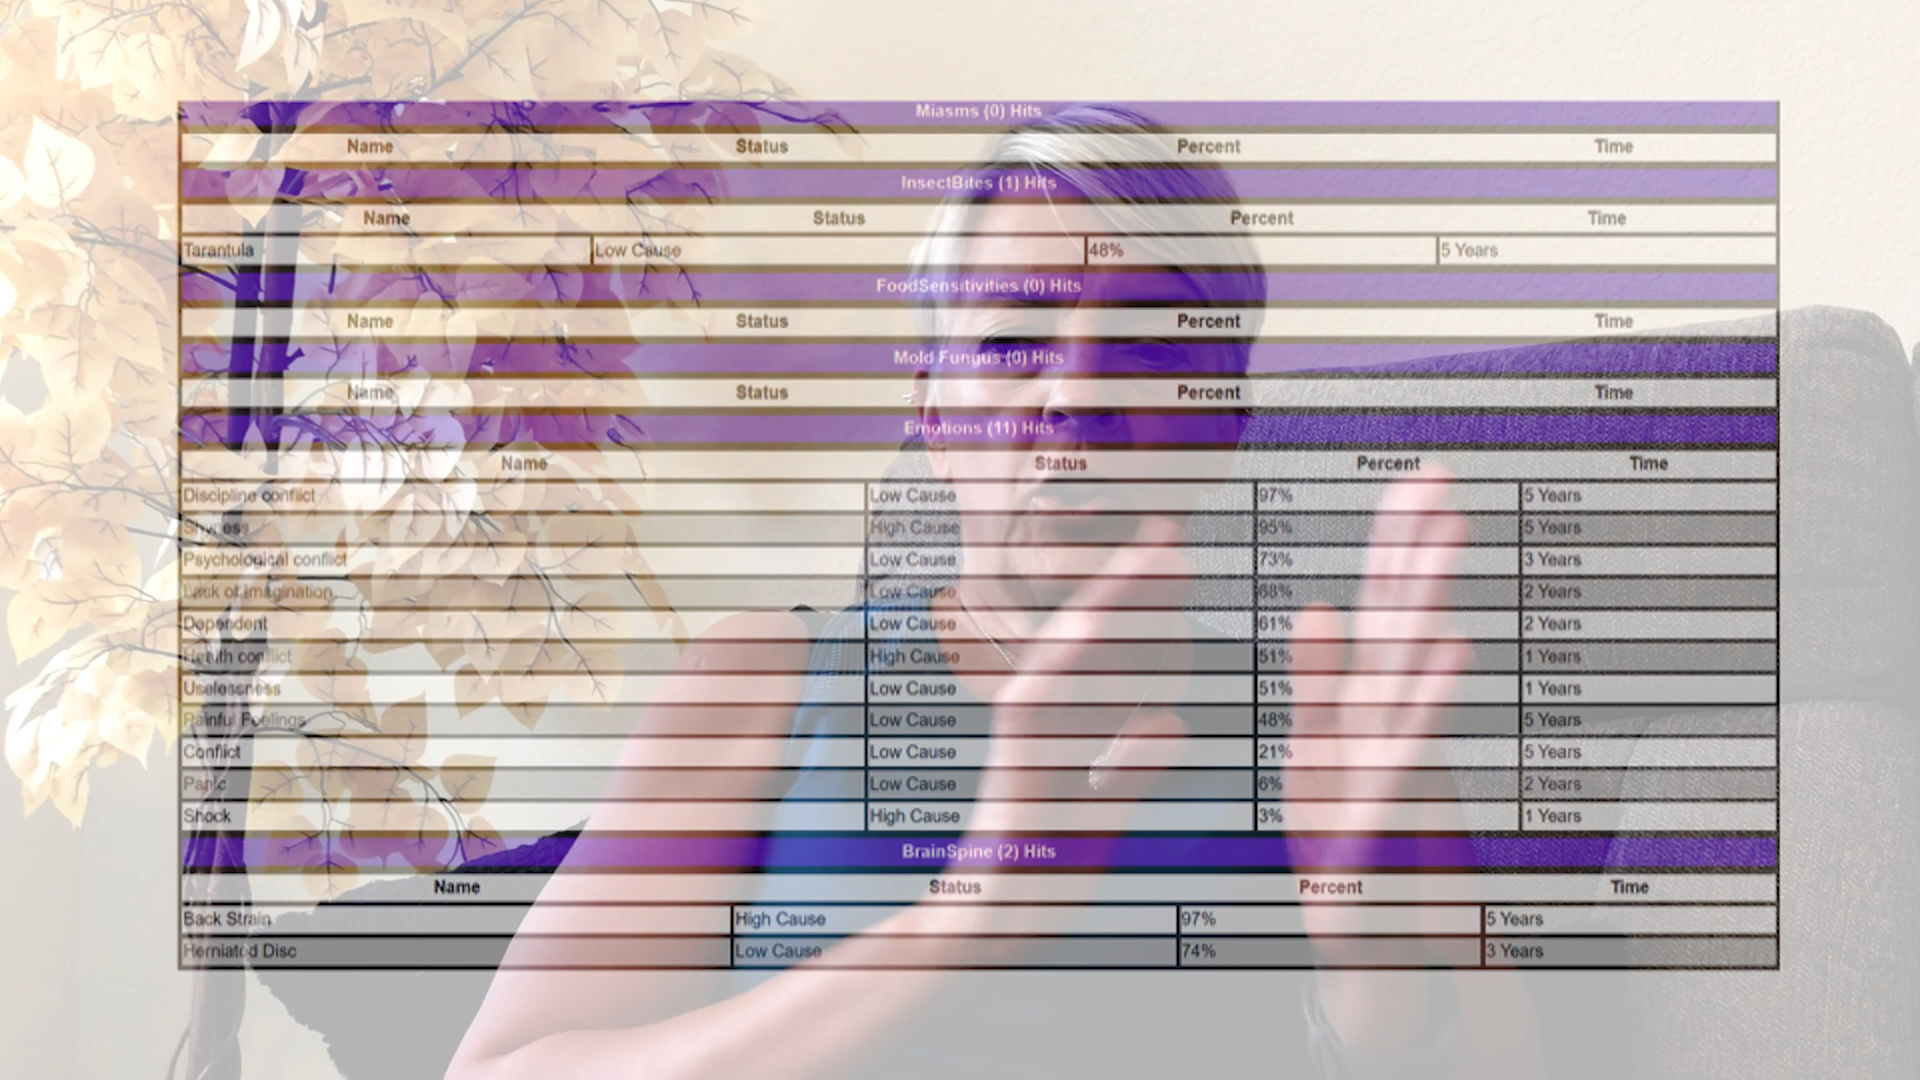 Miasms (0) Hits
Name Status Percent Time
InsectBites (1) Hits
Name Status Percent Time
Tarantula Low Cause 48% 5 Years
FoodSensitivities (0) Hits
Name Status Percent Time
Mold Fungus (0) Hits
Name Status Percent Time
Emotions (11) Hits
Name Status Percent Time
Discipline conflict Low Cause 97% 5 Years
Shyness High Cause 95% 5 Years
Psychological conflict Low Cause 73% 3 Years
Lack of imagination Low Cause 68% 2 Years
Dependent Low Cause 61% 2 Years
Health conflict High Cause 51% 1 Years
Uselessness Low Cause 51% 1 Years
Painful Feelings Low Cause 48% 5 Years
Conflict Low Cause 21% 5 Years
Panic Low Cause 6% 2 Years
Shock High Cause 3% 1 Years
BrainSpine (2) Hits
Name Status Percent Time
Back Strain High Cause 97% 5 Years
Herniated Disc Low Cause 74% 3 Years